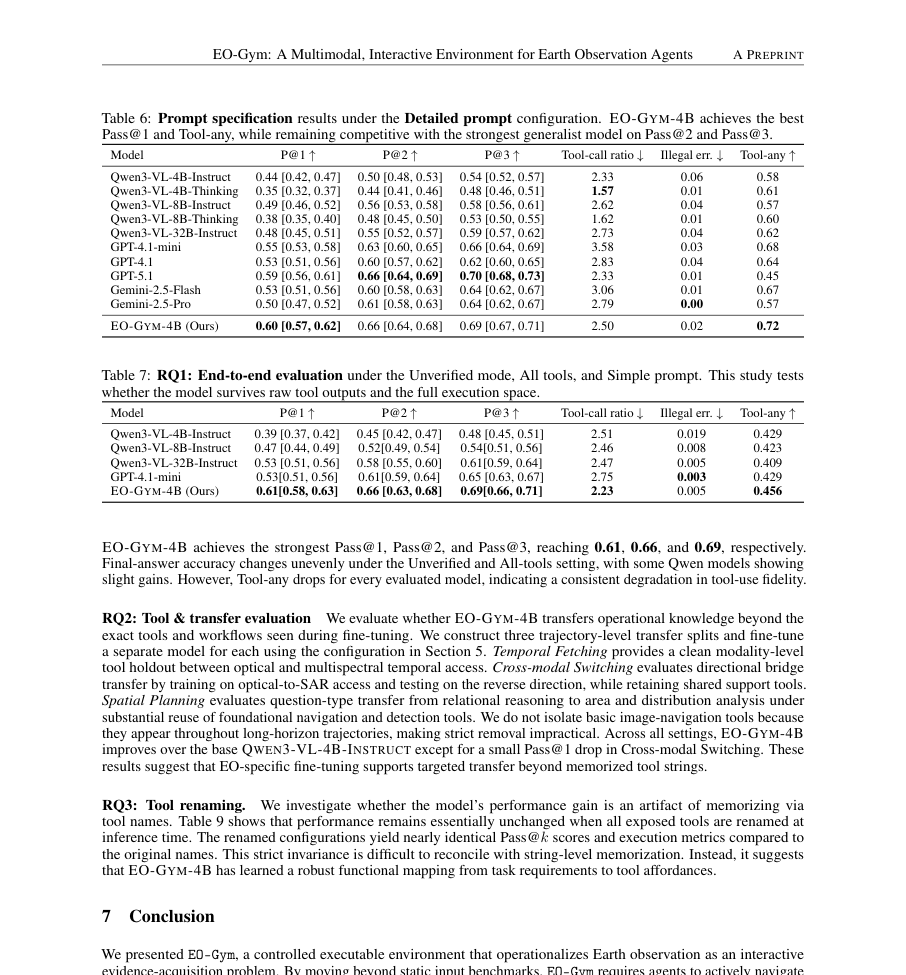 EO-Gym: A Multimodal, Interactive Environment for Earth Observation Agents A PREPRINT
Table 6: Prompt specification results under the Detailed prompt configuration. EO-GYM-4B achieves the best
Pass@1 and Tool-any, while remaining competitive with the strongest generalist model on Pass@2 and Pass@3.
Model P@1 ↑ P@2 ↑ P@3 ↑ Tool-call ratio ↓ Illegal err. ↓ Tool-any ↑
Qwen3-VL-4B-Instruct 0.44 [0.42, 0.47] 0.50 [0.48, 0.53] 0.54 [0.52, 0.57] 2.33 0.06 0.58
Qwen3-VL-4B-Thinking 0.35 [0.32, 0.37] 0.44 [0.41, 0.46] 0.48 [0.46, 0.51] 1.57 0.01 0.61
Qwen3-VL-8B-Instruct 0.49 [0.46, 0.52] 0.56 [0.53, 0.58] 0.58 [0.56, 0.61] 2.62 0.04 0.57
Qwen3-VL-8B-Thinking 0.38 [0.35, 0.40] 0.48 [0.45, 0.50] 0.53 [0.50, 0.55] 1.62 0.01 0.60
Qwen3-VL-32B-Instruct 0.48 [0.45, 0.51] 0.55 [0.52, 0.57] 0.59 [0.57, 0.62] 2.73 0.04 0.62
GPT-4.1-mini 0.55 [0.53, 0.58] 0.63 [0.60, 0.65] 0.66 [0.64, 0.69] 3.58 0.03 0.68
GPT-4.1 0.53 [0.51, 0.56] 0.60 [0.57, 0.62] 0.62 [0.60, 0.65] 2.83 0.04 0.64
GPT-5.1 0.59 [0.56, 0.61] 0.66 [0.64, 0.69] 0.70 [0.68, 0.73] 2.33 0.01 0.45
Gemini-2.5-Flash 0.53 [0.51, 0.56] 0.60 [0.58, 0.63] 0.64 [0.62, 0.67] 3.06 0.01 0.67
Gemini-2.5-Pro 0.50 [0.47, 0.52] 0.61 [0.58, 0.63] 0.64 [0.62, 0.67] 2.79 0.00 0.57
EO-GYM-4B (Ours) 0.60 [0.57, 0.62] 0.66 [0.64, 0.68] 0.69 [0.67, 0.71] 2.50 0.02 0.72
Table 7: RQ1: End-to-end evaluation under the Unverified mode, All tools, and Simple prompt. This study tests
whether the model survives raw tool outputs and the full execution space.
Model P@1 ↑ P@2 ↑ P@3 ↑ Tool-call ratio ↓ Illegal err. ↓ Tool-any ↑
Qwen3-VL-4B-Instruct 0.39 [0.37, 0.42] 0.45 [0.42, 0.47] 0.48 [0.45, 0.51] 2.51 0.019 0.429
Qwen3-VL-8B-Instruct 0.47 [0.44, 0.49] 0.52[0.49, 0.54] 0.54[0.51, 0.56] 2.46 0.008 0.423
Qwen3-VL-32B-Instruct 0.53 [0.51, 0.56] 0.58 [0.55, 0.60] 0.61[0.59, 0.64] 2.47 0.005 0.409
GPT-4.1-mini 0.53[0.51, 0.56] 0.61[0.59, 0.64] 0.65 [0.63, 0.67] 2.75 0.003 0.429
EO-GYM-4B (Ours) 0.61[0.58, 0.63] 0.66 [0.63, 0.68] 0.69[0.66, 0.71] 2.23 0.005 0.456
EO-GYM-4B achieves the strongest Pass@1, Pass@2, and Pass@3, reaching 0.61, 0.66, and 0.69, respectively.
Final-answer accuracy changes unevenly under the Unverified and All-tools setting, with some Qwen models showing
slight gains. However, Tool-any drops for every evaluated model, indicating a consistent degradation in tool-use fidelity.
RQ2: Tool & transfer evaluation We evaluate whether EO-GYM-4B transfers operational knowledge beyond the
exact tools and workflows seen during fine-tuning. We construct three trajectory-level transfer splits and fine-tune
a separate model for each using the configuration in Section 5. Temporal Fetching provides a clean modality-level
tool holdout between optical and multispectral temporal access. Cross-modal Switching evaluates directional bridge
transfer by training on optical-to-SAR access and testing on the reverse direction, while retaining shared support tools.
Spatial Planning evaluates question-type transfer from relational reasoning to area and distribution analysis under
substantial reuse of foundational navigation and detection tools. We do not isolate basic image-navigation tools because
they appear throughout long-horizon trajectories, making strict removal impractical. Across all settings, EO-GYM-4B
improves over the base QWEN3-VL-4B-INSTRUCT except for a small Pass@1 drop in Cross-modal Switching. These
results suggest that EO-specific fine-tuning supports targeted transfer beyond memorized tool strings.
RQ3: Tool renaming. We investigate whether the model's performance gain is an artifact of memorizing via
tool names. Table 9 shows that performance remains essentially unchanged when all exposed tools are renamed at
inference time. The renamed configurations yield nearly identical Pass@k scores and execution metrics compared to
the original names. This strict invariance is difficult to reconcile with string-level memorization. Instead, it suggests
that EO-GYM-4B has learned a robust functional mapping from task requirements to tool affordances.
7 Conclusion
We presented EO-Gym, a controlled executable environment that operationalizes Earth observation as an interactive
evidence-acquisition problem. By moving beyond static input benchmarks, EO-Gym requires agents to actively navigate